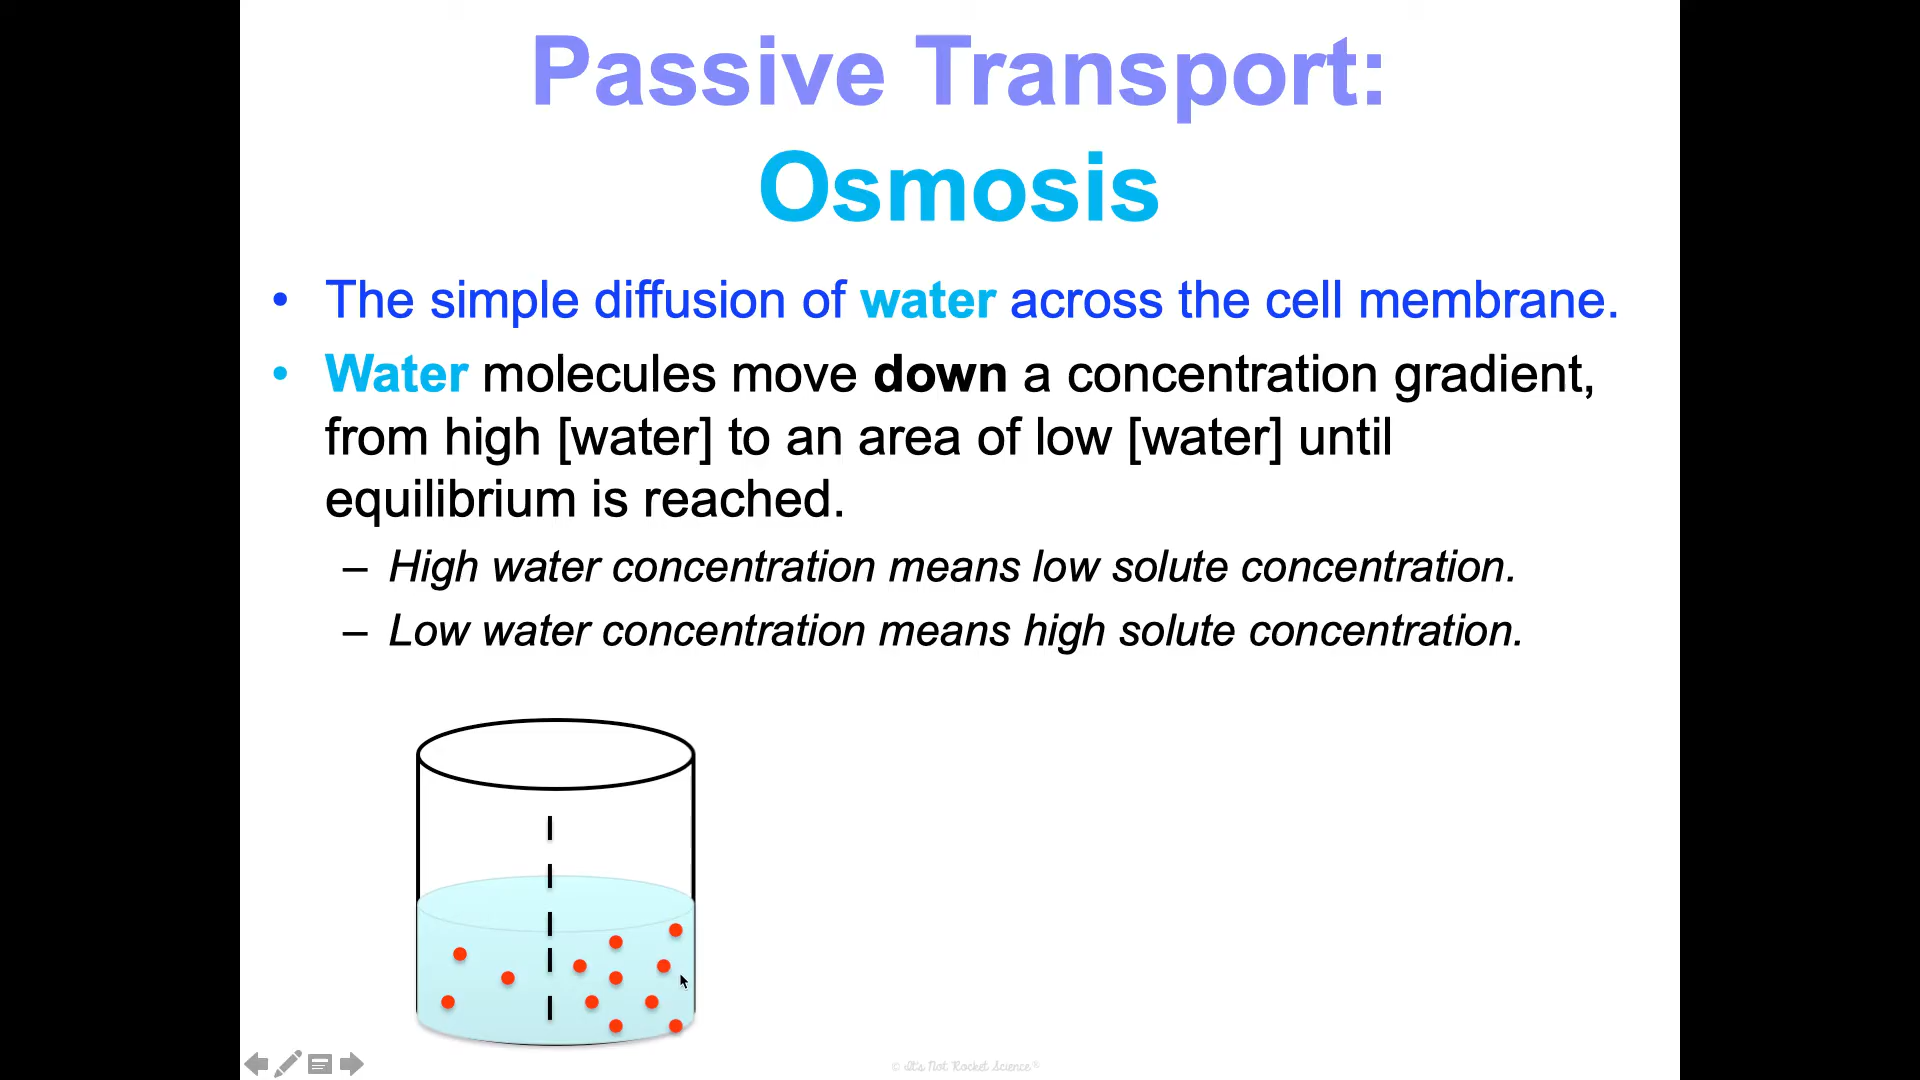 Passive Transport:
Osmosis
• The simple diffusion of water across the cell membrane.
• Water molecules move down a concentration gradient,
from high [water] to an area of low [water] until
equilibrium is reached.
– High water concentration means low solute concentration.
– Low water concentration means high solute concentration.
© It's Not Rocket Science®